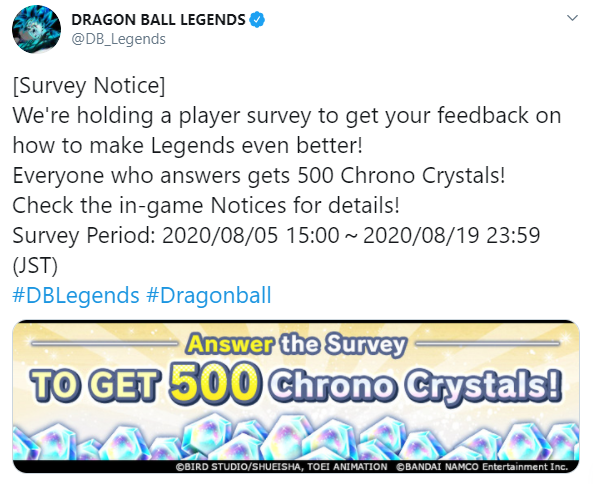 DRAGON BALL LEGENDS
@DB_Legends
[Survey Notice]
We're holding a player survey to get your feedback on
how to make Legends even better!
Everyone who answers gets 500 Chrono Crystals!
Check the in-game Notices for details!
Survey Period: 2020/08/05 15:00 ~ 2020/08/19 23:59
(JST)
#DBLegends #Dragonball
Answer the Survey
TO GET 500 Chrono Crystals!
©BIRD STUDIO/SHUEISHA, TOEI ANIMATION ©BANDAI NAMCO Entertainment Inc.